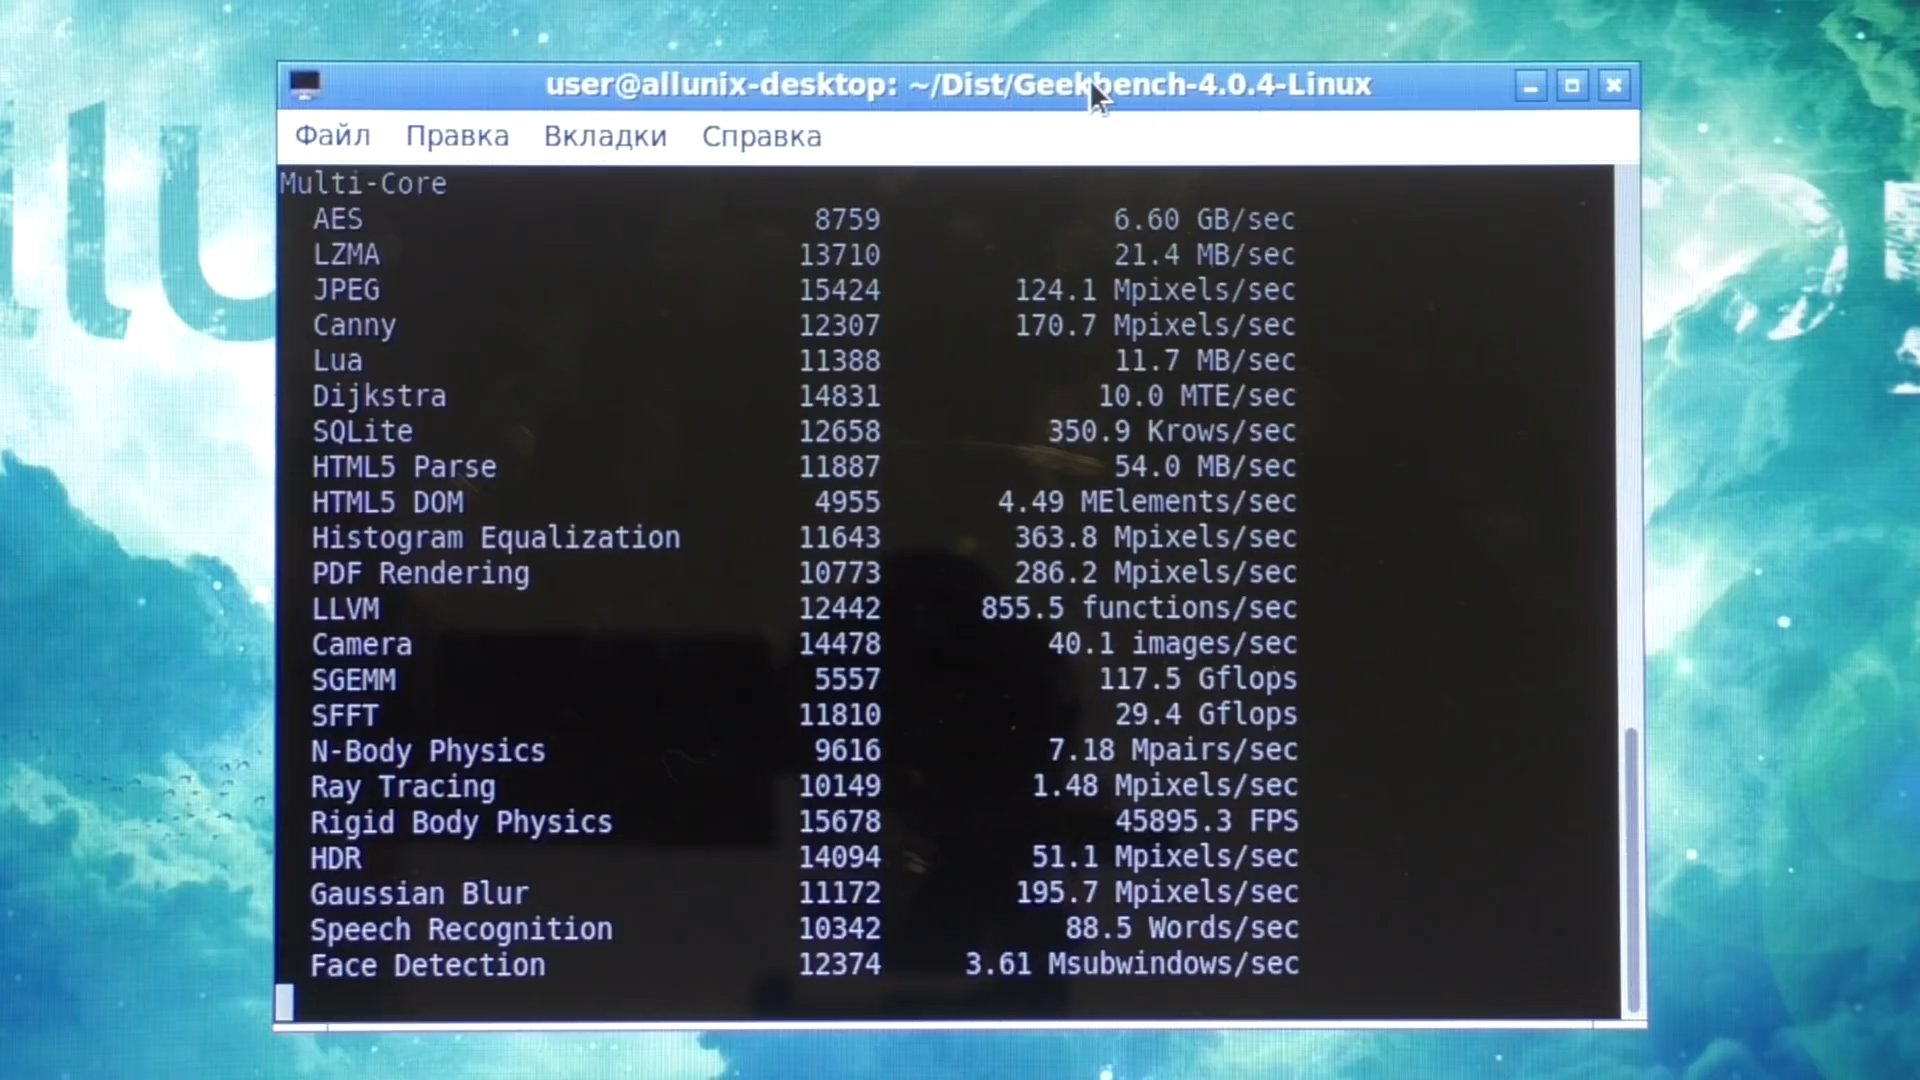 user@allunix-desktop: ~/Dist/Geekbench-4.0.4-Linux
Файл Правка Вкладки Справка
Multi-Core
AES 8759 6.60 GB/sec
LZMA 13710 21.4 MB/sec
JPEG 15424 124.1 Mpixels/sec
Canny 12307 170.7 Mpixels/sec
Lua 11388 11.7 MB/sec
Dijkstra 14831 10.0 MTE/sec
SQLite 12658 350.9 Krows/sec
HTML5 Parse 11887 54.0 MB/sec
HTML5 DOM 4955 4.49 MElements/sec
Histogram Equalization 11643 363.8 Mpixels/sec
PDF Rendering 10773 286.2 Mpixels/sec
LLVM 12442 855.5 functions/sec
Camera 14478 40.1 images/sec
SGEMM 5557 117.5 Gflops
SFFT 11810 29.4 Gflops
N-Body Physics 9616 7.18 Mpairs/sec
Ray Tracing 10149 1.48 Mpixels/sec
Rigid Body Physics 15678 45895.3 FPS
HDR 14094 51.1 Mpixels/sec
Gaussian Blur 11172 195.7 Mpixels/sec
Speech Recognition 10342 88.5 Words/sec
Face Detection 12374 3.61 Msubwindows/sec